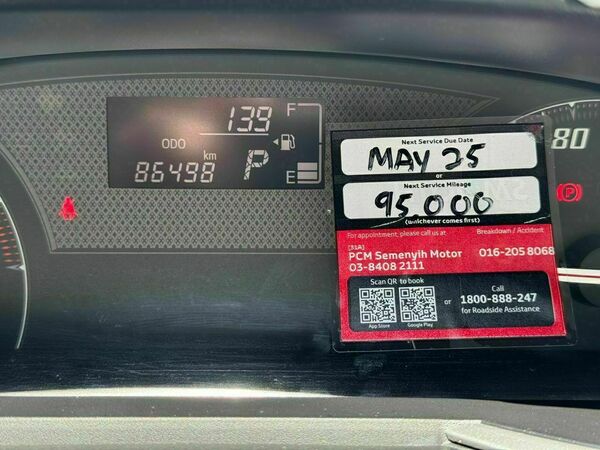 139
F
ODO
km
86498
P
E
80
Next Service Due Date
MAY 25
or
Next Service Mileage
95000
(whichever comes first)
For appointment, please call us at
Breakdown / Accident
[31A]
PCM Semenyih Motor
016-205 8068
03-8408 2111
Scan QR to book
App Store
Google Play
or
Call
1800-888-247
for Roadside Assistance